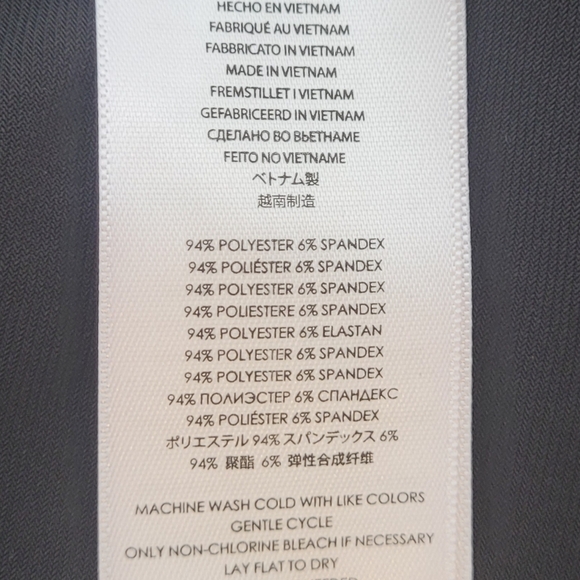 HECHO EN VIETNAM
FABRIQUÉ AU VIETNAM
FABBRICATO IN VIETNAM
MADE IN VIETNAM
FREMSTILLET I VIETNAM
GEFABRICEERD IN VIETNAM
СДЕЛАНО ВО ВЬЕТНАМЕ
FEITO NO VIETNAME
ベトナム製
越南制造
94% POLYESTER 6% SPANDEX
94% POLIÉSTER 6% SPANDEX
94% POLYESTER 6% SPANDEX
94% POLIESTERE 6% SPANDEX
94% POLYESTER 6% ELASTAN
94% POLYESTER 6% SPANDEX
94% POLYESTER 6% SPANDEX
94% ПОЛИЭСТЕР 6% СПАНДЕКС
94% POLIÉSTER 6% SPANDEX
ポリエステル 94% スパンデックス 6%
94% 聚酯 6% 弹性合成纤维
MACHINE WASH COLD WITH LIKE COLORS
GENTLE CYCLE
ONLY NON-CHLORINE BLEACH IF NECESSARY
LAY FLAT TO DRY